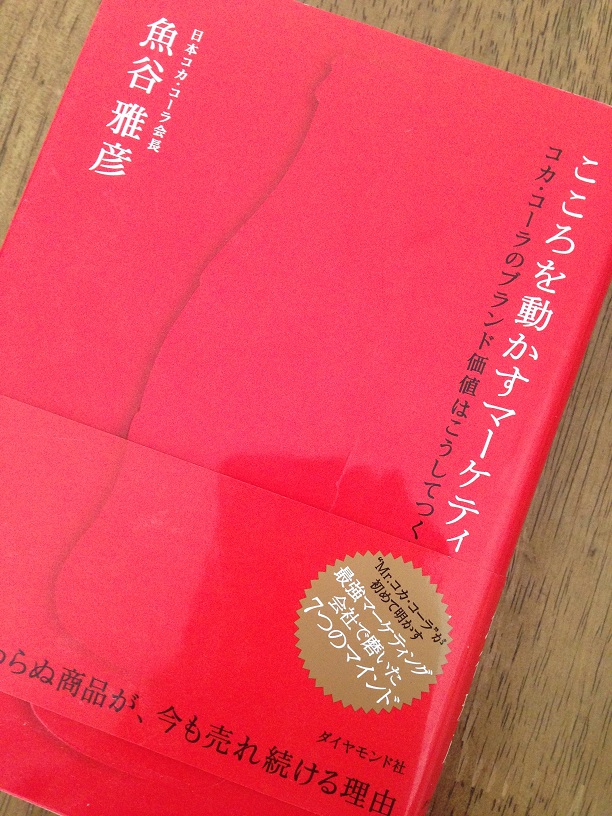 こころを動かすマーケティ
コカ・コーラのブランド価値はこうしてつく
日本コカ・コーラ会長
魚谷 雅彦
“Mr.コカ・コーラ”が
初めて明かす
最強マーケティング
会社で磨いた
7つのマインド
わらぬ商品が、今も売れ続ける理由
ダイヤモンド社